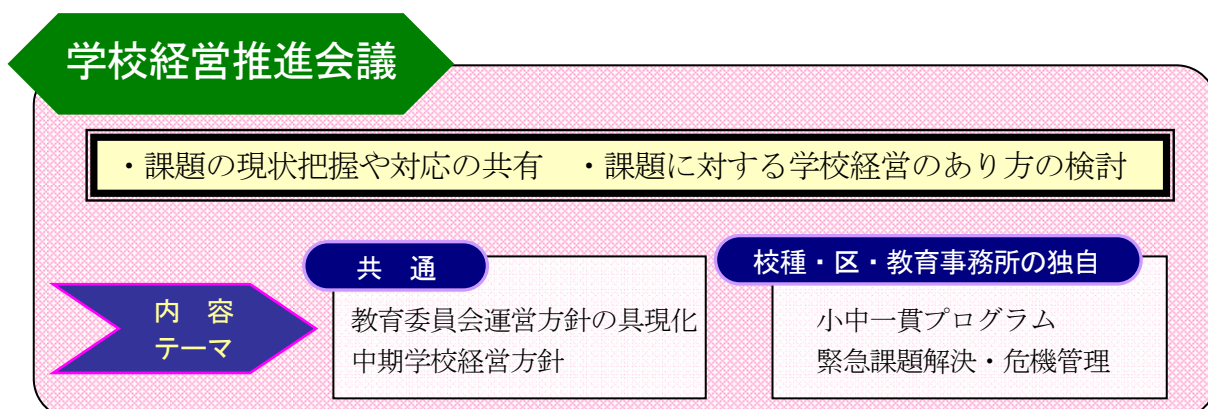 学校経営推進会議
・課題の現状把握や対応の共有　・課題に対する学校経営のあり方の検討
内　容
テーマ
共　通
教育委員会運営方針の具現化
中期学校経営方針
校種・区・教育事務所の独自
小中一貫プログラム
緊急課題解決・危機管理